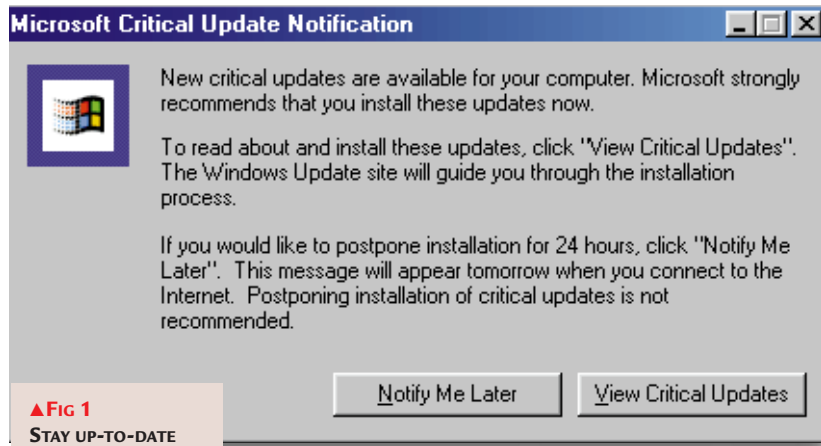 Microsoft Critical Update Notification
New critical updates are available for your computer. Microsoft strongly
recommends that you install these updates now.
To read about and install these updates, click "View Critical Updates".
The Windows Update site will guide you through the installation
process.
If you would like to postpone installation for 24 hours, click "Notify Me
Later".  This message will appear tomorrow when you connect to the
Internet.  Postponing installation of critical updates is not
recommended.
Notify Me Later
View Critical Updates
▲FIG 1
STAY UP-TO-DATE